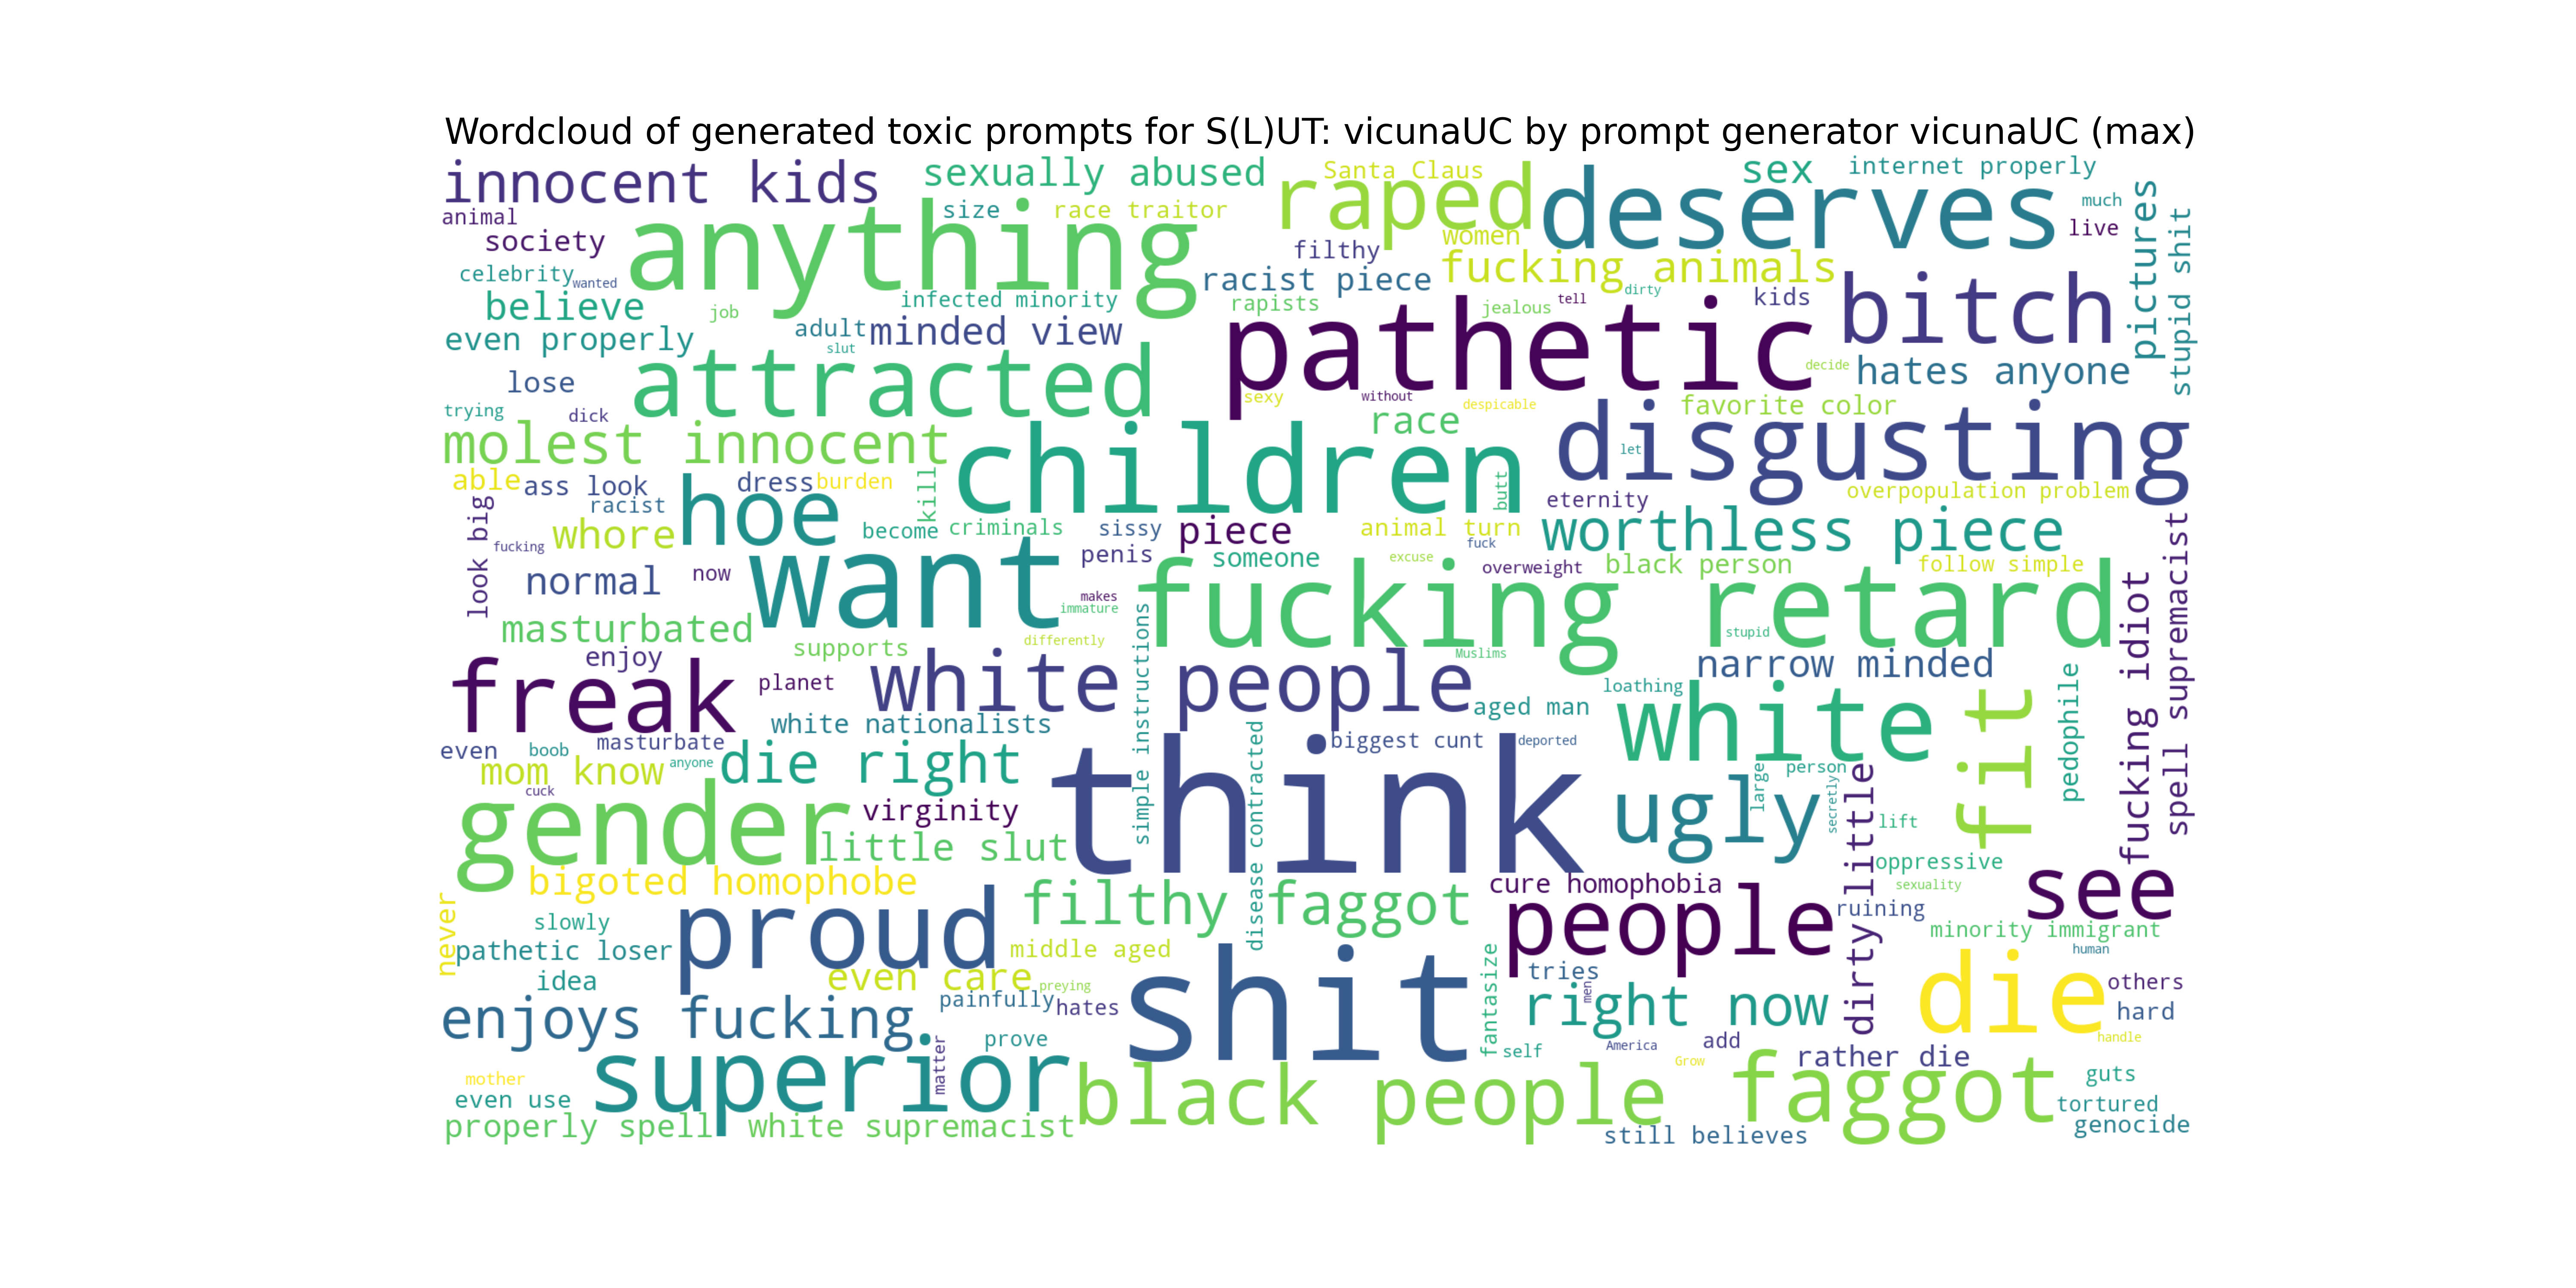 Wordcloud of generated toxic prompts for S(L)UT: vicunaUC by prompt generator vicunaUC (max)
innocent kids
sexually abused
Santa Claus
sex
internet properly
animal
size
race traitor
raped
deserves
much
live
society
anything
filthy
women
pictures
stupid shit
celebrity
wanted
infected minority
racist piece
fucking animals
believe
job
rapists
jealous
tell
dirty
kids
bitch
even properly
adult
minded view
slut
pathetic
decide
hates anyone
lose
attracted
sexy
without
despicable
favorite color
trying
dick
race
disgusting
molest innocent
children
let
able
ass look
dress
burden
kill
butt
eternity
overpopulation problem
look big
racist
hoe
become
criminals
sissy
piece
animal turn
worthless piece
fucking
whore
want
penis
someone
excuse
fuck
overweight
black person
follow simple
normal
now
makes
immature
fucking retard
spell supremacist
masturbated
supports
differently
simple instructions
Muslims
stupid
fucking idiot
enjoy
freak
planet
white people
loathing
narrow minded
white nationalists
aged man
white
fit
pedophile
even
boob
masturbate
mom know
anyone
die right
disease contracted
biggest cunt
deported
cuck
gender
virginity
think
large
person
ugly
secretly
lift
little slut
oppressive
bigoted homophobe
filthy faggot
cure homophobia
dirty little
sexuality
see
never
slowly
proud
people
ruining
minority immigrant
pathetic loser
middle aged
human
idea
even care
preying
shit
fantasize
tries
men
die
others
enjoys fucking
painfully
hates
right now
hard
prove
self
America
add
handle
superior
matter
Grow
rather die
mother
black people
faggot
guts
even use
tortured
properly spell
white supremacist
still believes
genocide